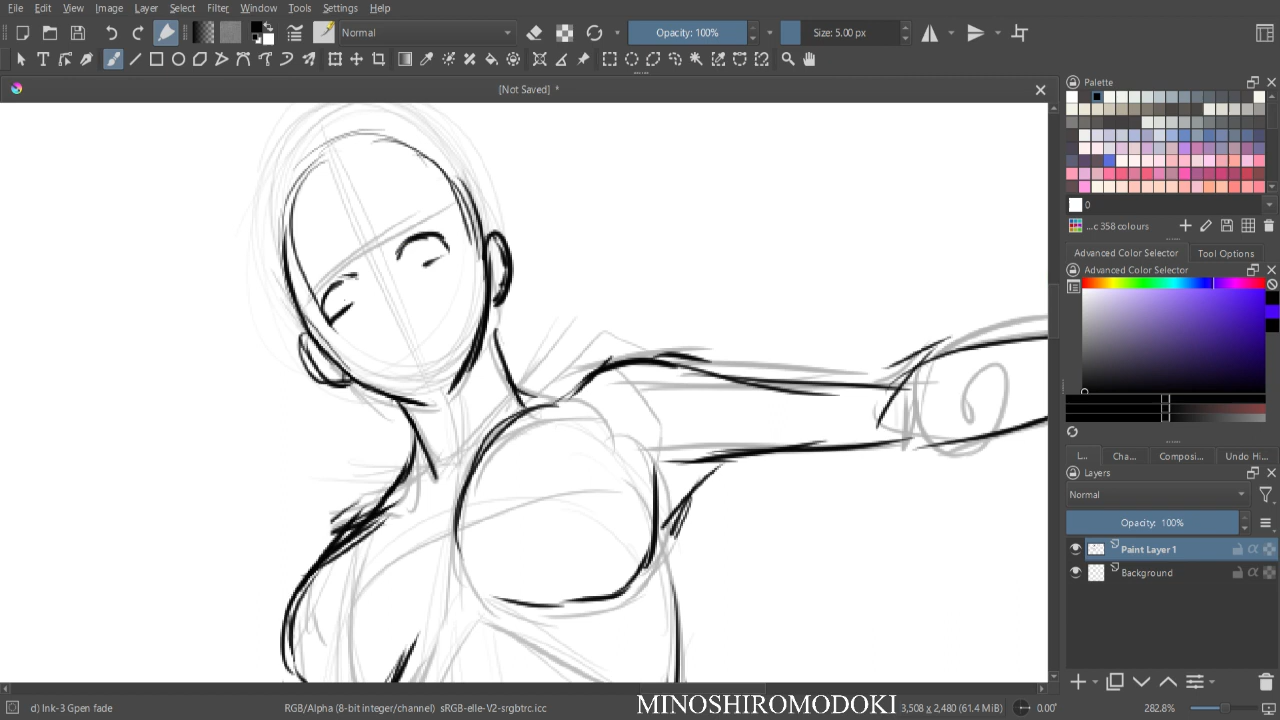 File Edit View Image Layer Select Filter Window Tools Settings Help
Normal Opacity: 100% Size: 5.00 px
[Not Saved] *
Palette
0
...c 358 colours
Advanced Color Selector Tool Options
Advanced Color Selector
L... Cha... Composi... Undo Hi...
Layers
Normal
Opacity: 100%
Paint Layer 1
Background
d) Ink-3 Gpen fade RGB/Alpha (8-bit integer/channel) sRGB-elle-V2-srgbtrc.icc MINOSHIROMODOKI 3,508 x 2,480 (61.4 MiB) 0.00° 282.8%